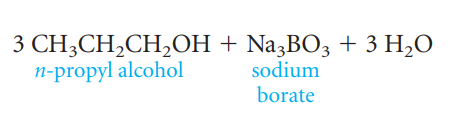 3 CH₃CH₂CH₂OH + Na₃BO₃ + 3 H₂O
n-propyl alcohol sodium
borate